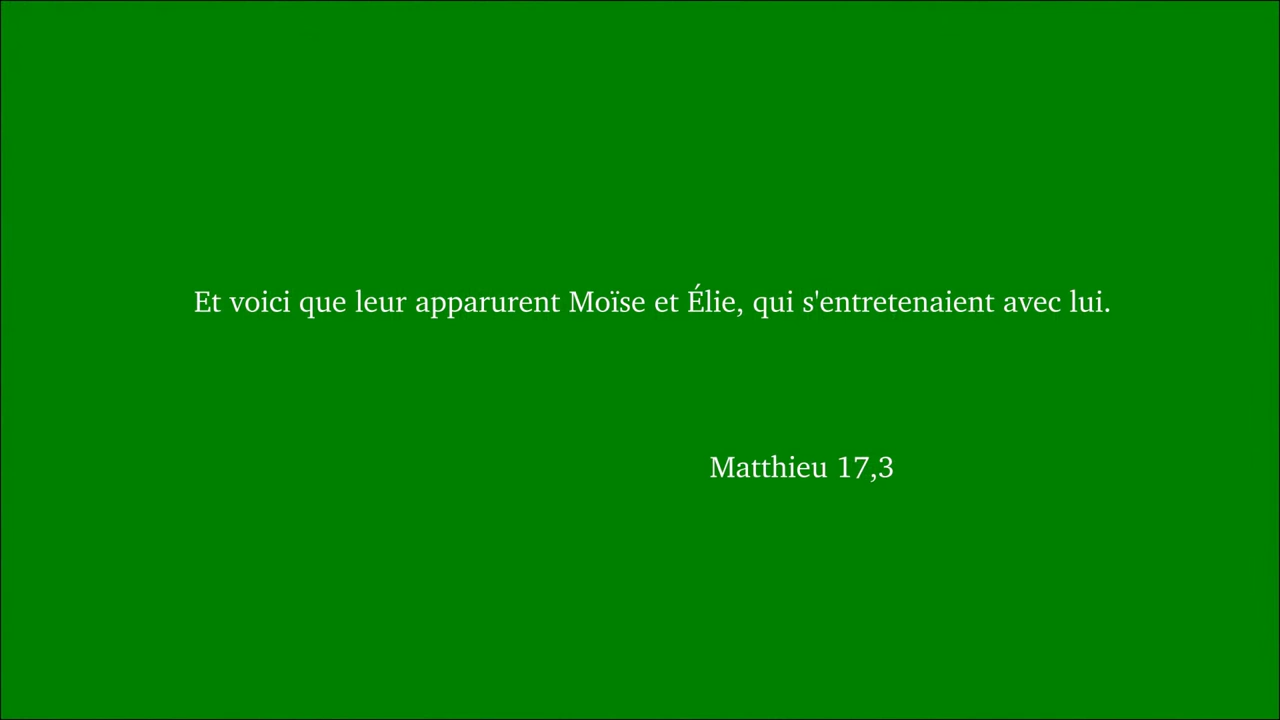 Et voici que leur apparurent Moïse et Élie, qui s'entretenaient avec lui.
Matthieu 17,3